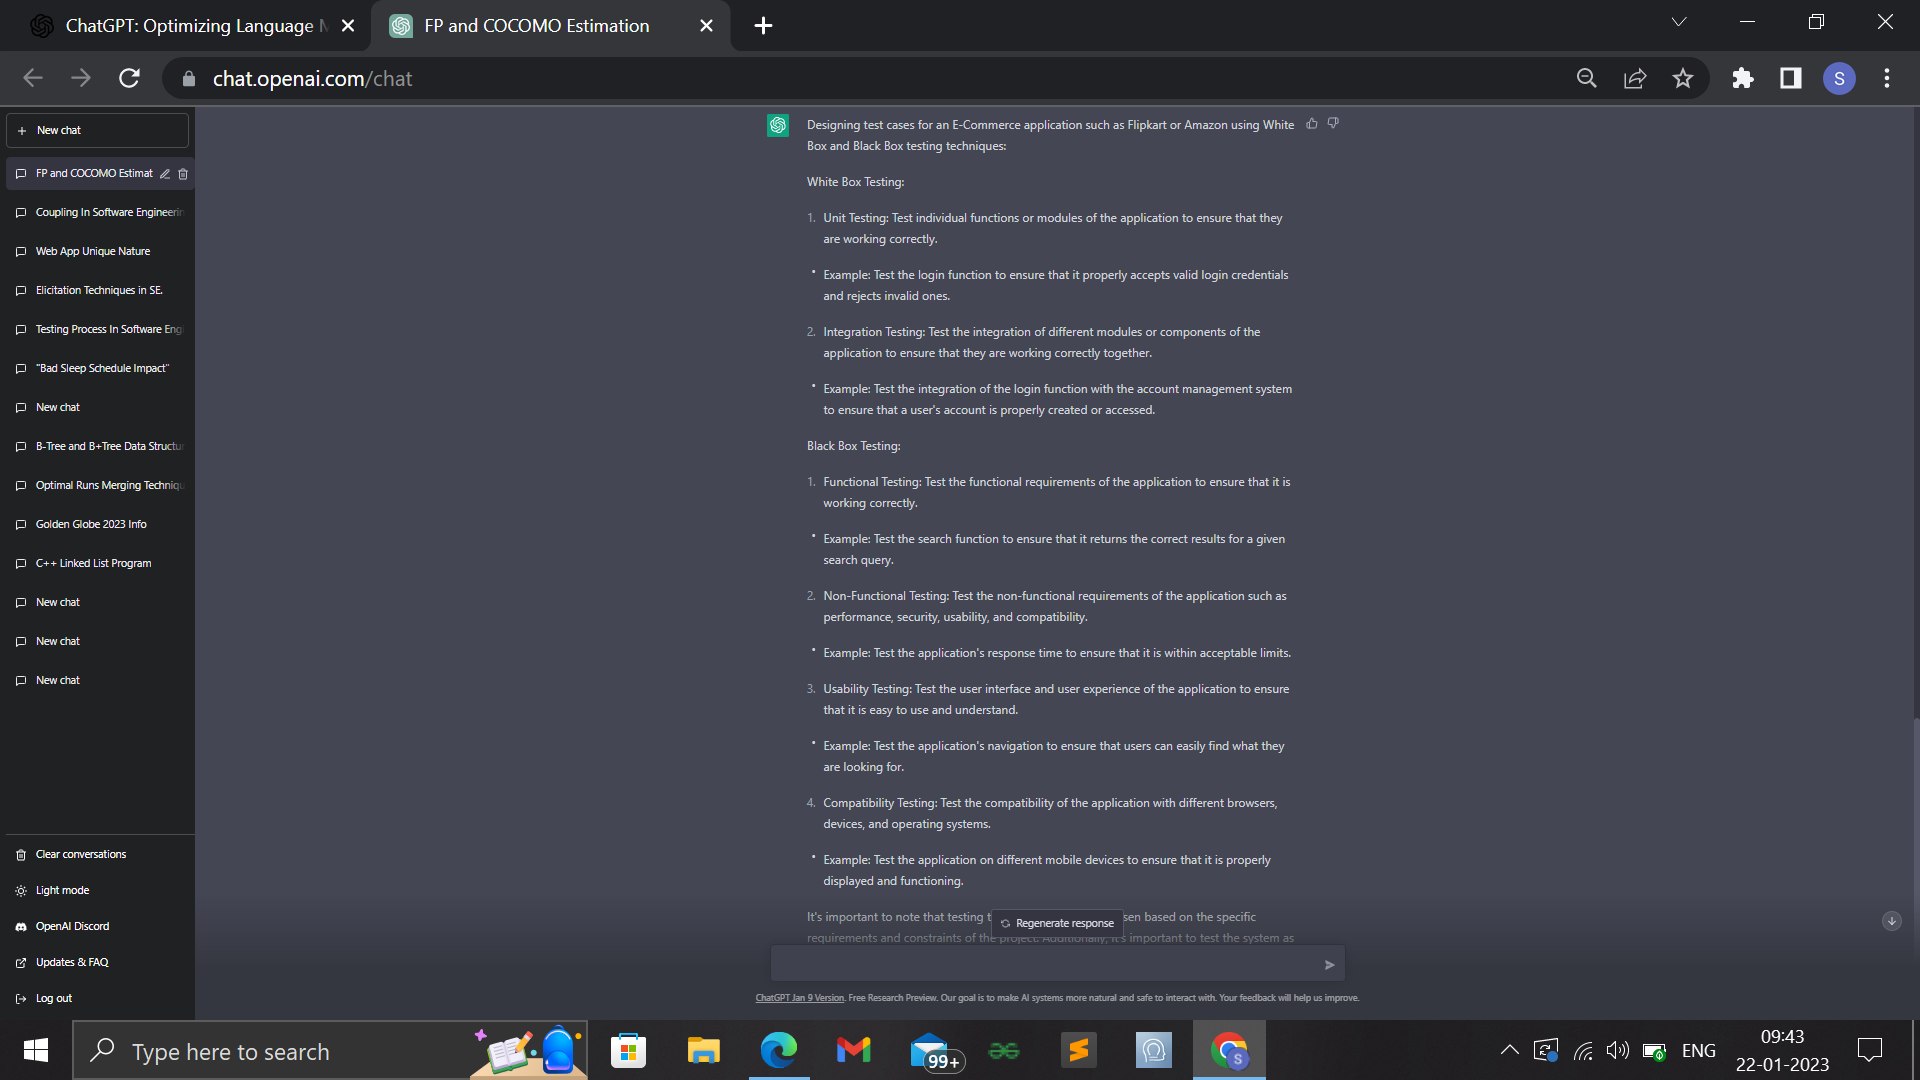 ChatGPT: Optimizing Language
FP and COCOMO Estimation
chat.openai.com/chat
S
New chat
FP and COCOMO Estimat
Coupling In Software Engineerin
Web App Unique Nature
Elicitation Techniques in SE.
Testing Process In Software Eng
"Bad Sleep Schedule Impact"
New chat
B-Tree and B+Tree Data Structu
Optimal Runs Merging Techniqu
Golden Globe 2023 Info
C++ Linked List Program
New chat
New chat
New chat
Clear conversations
Light mode
OpenAI Discord
Updates & FAQ
Log out
Designing test cases for an E-Commerce application such as Flipkart or Amazon using White
Box and Black Box testing techniques:
White Box Testing:
1. Unit Testing: Test individual functions or modules of the application to ensure that they
are working correctly.
• Example: Test the login function to ensure that it properly accepts valid login credentials
and rejects invalid ones.
2. Integration Testing: Test the integration of different modules or components of the
application to ensure that they are working correctly together.
• Example: Test the integration of the login function with the account management system
to ensure that a user's account is properly created or accessed.
Black Box Testing:
1. Functional Testing: Test the functional requirements of the application to ensure that it is
working correctly.
• Example: Test the search function to ensure that it returns the correct results for a given
search query.
2. Non-Functional Testing: Test the non-functional requirements of the application such as
performance, security, usability, and compatibility.
• Example: Test the application's response time to ensure that it is within acceptable limits.
3. Usability Testing: Test the user interface and user experience of the application to ensure
that it is easy to use and understand.
• Example: Test the application's navigation to ensure that users can easily find what they
are looking for.
4. Compatibility Testing: Test the compatibility of the application with different browsers,
devices, and operating systems.
• Example: Test the application on different mobile devices to ensure that it is properly
displayed and functioning.
It's important to note that testing t
sen based on the specific
Regenerate response
requirements and constraints of the project. Additionally, it's important to test the system as
ChatGPT Jan 9 Version. Free Research Preview. Our goal is to make AI systems more natural and safe to interact with. Your feedback will help us improve.
Type here to search
99+
S
ENG
09:43
22-01-2023